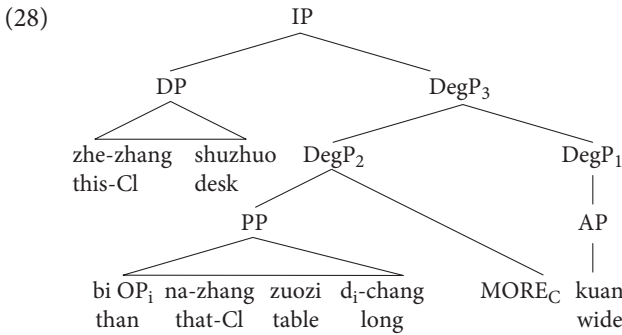 (28) IP
DP DegP₃
zhe-zhang shuzhuo DegP₂ DegP₁
this-Cl desk
PP AP
bi OPᵢ na-zhang zuozi dᵢ-chang MORE_C kuan
than that-Cl table long wide